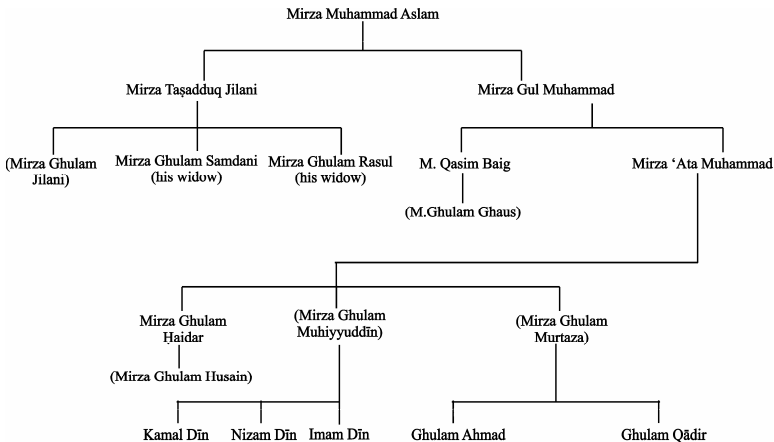 Mirza Muhammad Aslam
Mirza Taṣadduq Jilani
Mirza Gul Muhammad
(Mirza Ghulam
Jilani)
Mirza Ghulam Samdani
(his widow)
Mirza Ghulam Rasul
(his widow)
M. Qasim Baig
Mirza ‘Ata Muhammad
(M.Ghulam Ghaus)
Mirza Ghulam
Ḥaidar
(Mirza Ghulam
Muhiyyuddīn)
(Mirza Ghulam
Murtaza)
(Mirza Ghulam Husain)
Kamal Dīn
Nizam Dīn
Imam Dīn
Ghulam Ahmad
Ghulam Qādir